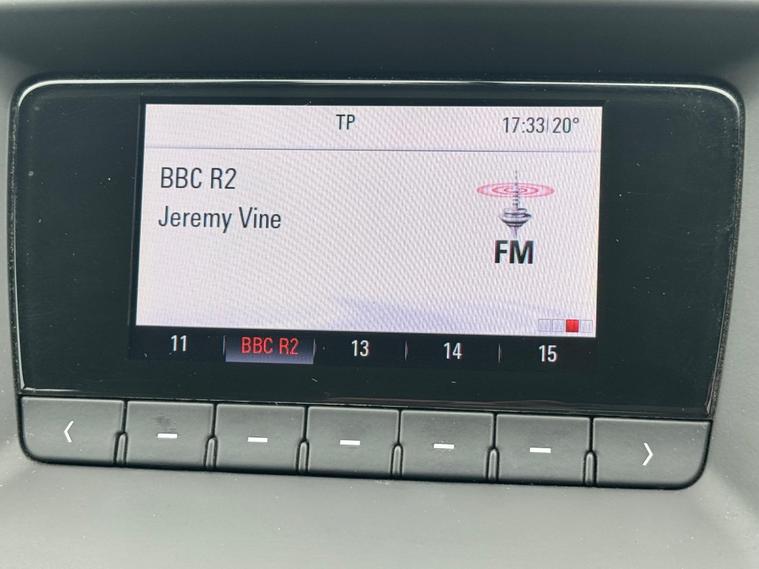 TP
17:33 20°
BBC R2
Jeremy Vine
FM
11 BBC R2 13 14 15